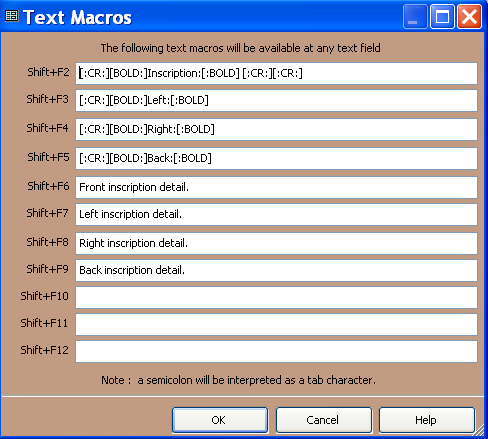 Text Macros
The following text macros will be available at any text field
Shift+F2 [:CR:][BOLD:]Inscription:[:BOLD] [:CR:][:CR:]
Shift+F3 [:CR:][BOLD:]Left:[:BOLD]
Shift+F4 [:CR:][BOLD:]Right:[:BOLD]
Shift+F5 [:CR:][BOLD:]Back:[:BOLD]
Shift+F6 Front inscription detail.
Shift+F7 Left inscription detail.
Shift+F8 Right inscription detail.
Shift+F9 Back inscription detail.
Shift+F10
Shift+F11
Shift+F12
Note : a semicolon will be interpreted as a tab character.
OK Cancel Help